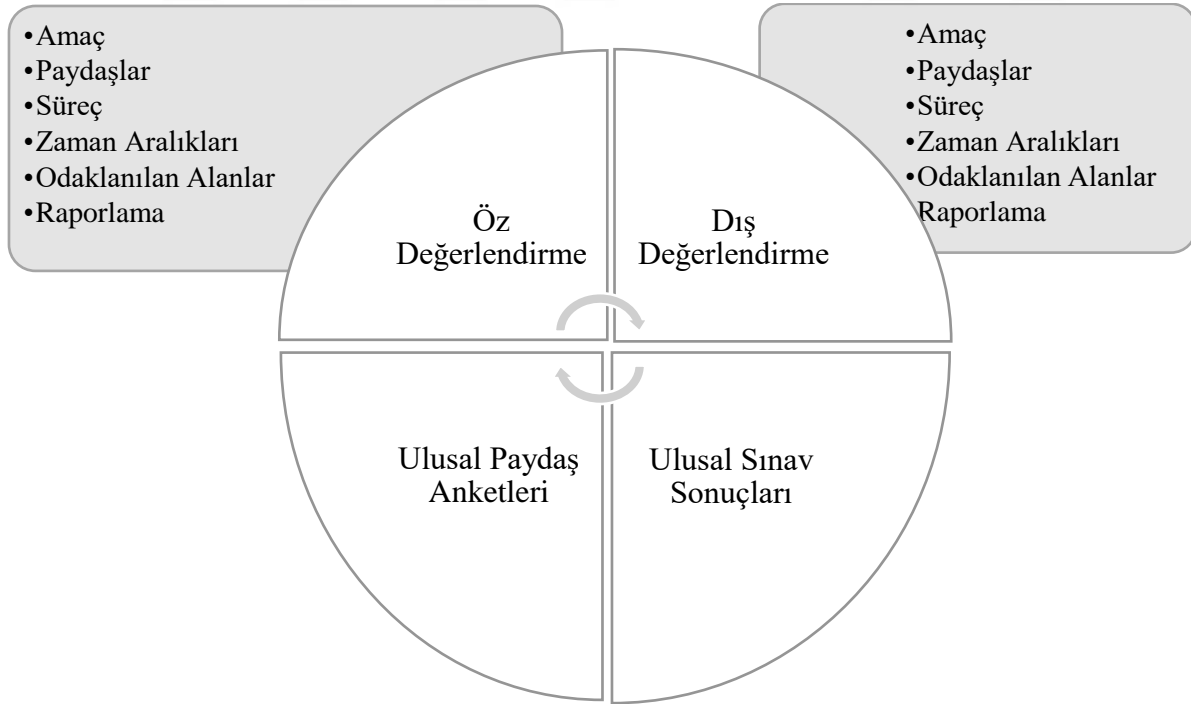 •Amaç
•Paydaşlar
•Süreç
•Zaman Aralıkları
•Odaklanılan Alanlar
•Raporlama
•Amaç
•Paydaşlar
•Süreç
•Zaman Aralıkları
•Odaklanılan Alanlar
•Raporlama
Öz
Değerlendirme
Dış
Değerlendirme
Ulusal Paydaş
Anketleri
Ulusal Sınav
Sonuçları